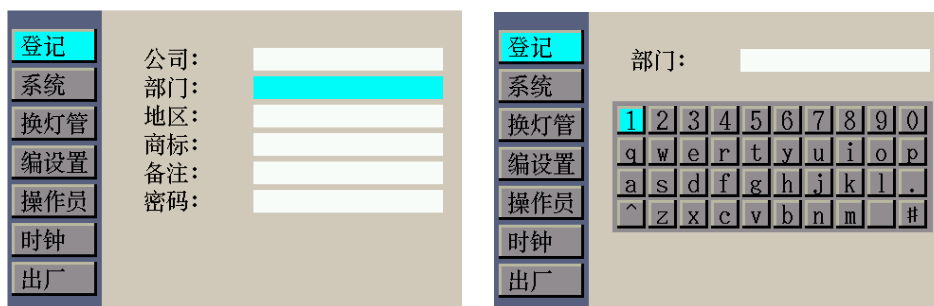 登记
系统
换灯管
编设置
操作员
时钟
出厂
公司:
部门:
地区:
商标:
备注:
密码:
登记
系统
换灯管
编设置
操作员
时钟
出厂
部门:
1 2 3 4 5 6 7 8 9 0
q w e r t y u i o p
a s d f g h j k l .
^ z x c v b n m #